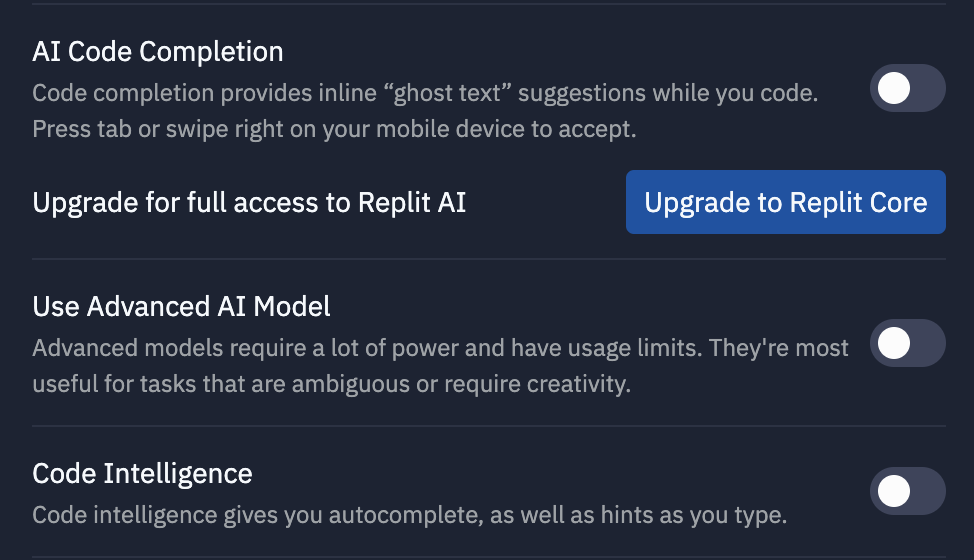 AI Code Completion
Code completion provides inline “ghost text” suggestions while you code.
Press tab or swipe right on your mobile device to accept.
Upgrade for full access to Replit AI
Upgrade to Replit Core
Use Advanced AI Model
Advanced models require a lot of power and have usage limits. They're most
useful for tasks that are ambiguous or require creativity.
Code Intelligence
Code intelligence gives you autocomplete, as well as hints as you type.